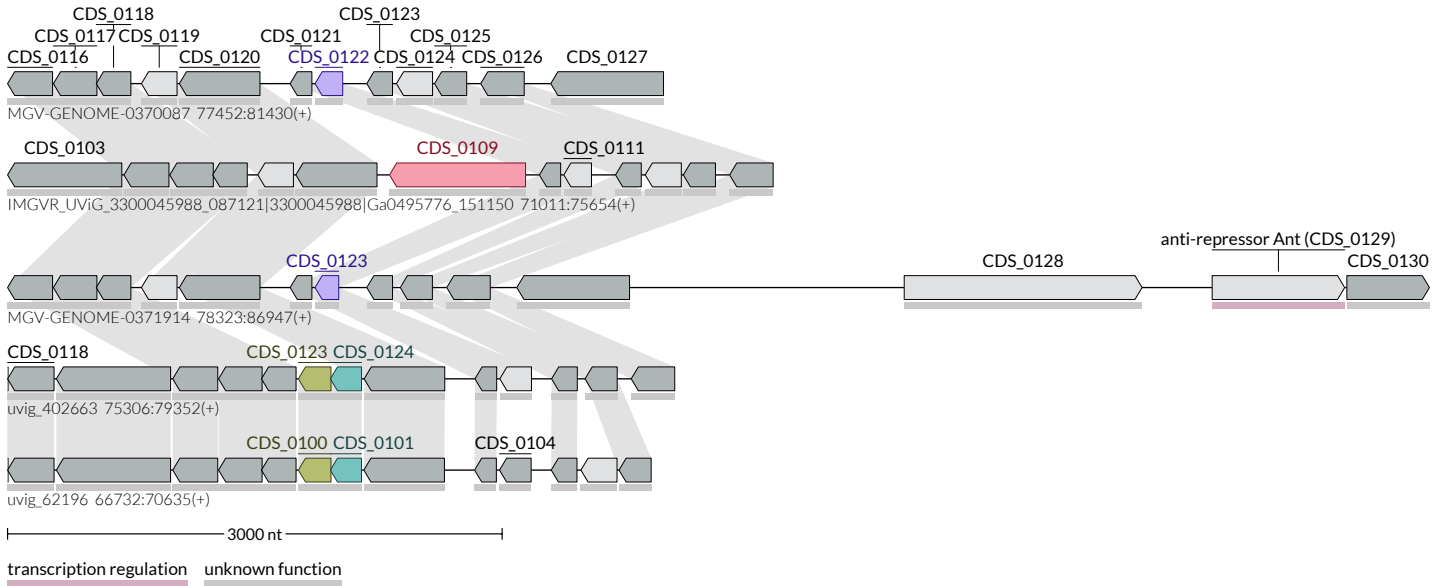 CDS_0118 CDS_0123
CDS_0117 CDS_0119 CDS_0121 CDS_0125
CDS_0116 CDS_0120 CDS_0122 CDS_0124 CDS_0126 CDS_0127
MGV-GENOME-0370087 77452:81430(+)
CDS_0103 CDS_0109 CDS_0111
IMGVR_UViG_3300045988_087121|3300045988|Ga0495776_151150 71011:75654(+)
anti-repressor Ant (CDS_0129)
CDS_0123 CDS_0128 CDS_0130
MGV-GENOME-0371914 78323:86947(+)
CDS_0118 CDS_0123 CDS_0124
uvig_402663 75306:79352(+)
CDS_0100 CDS_0101 CDS_0104
uvig_62196 66732:70635(+)
3000 nt
transcription regulation unknown function